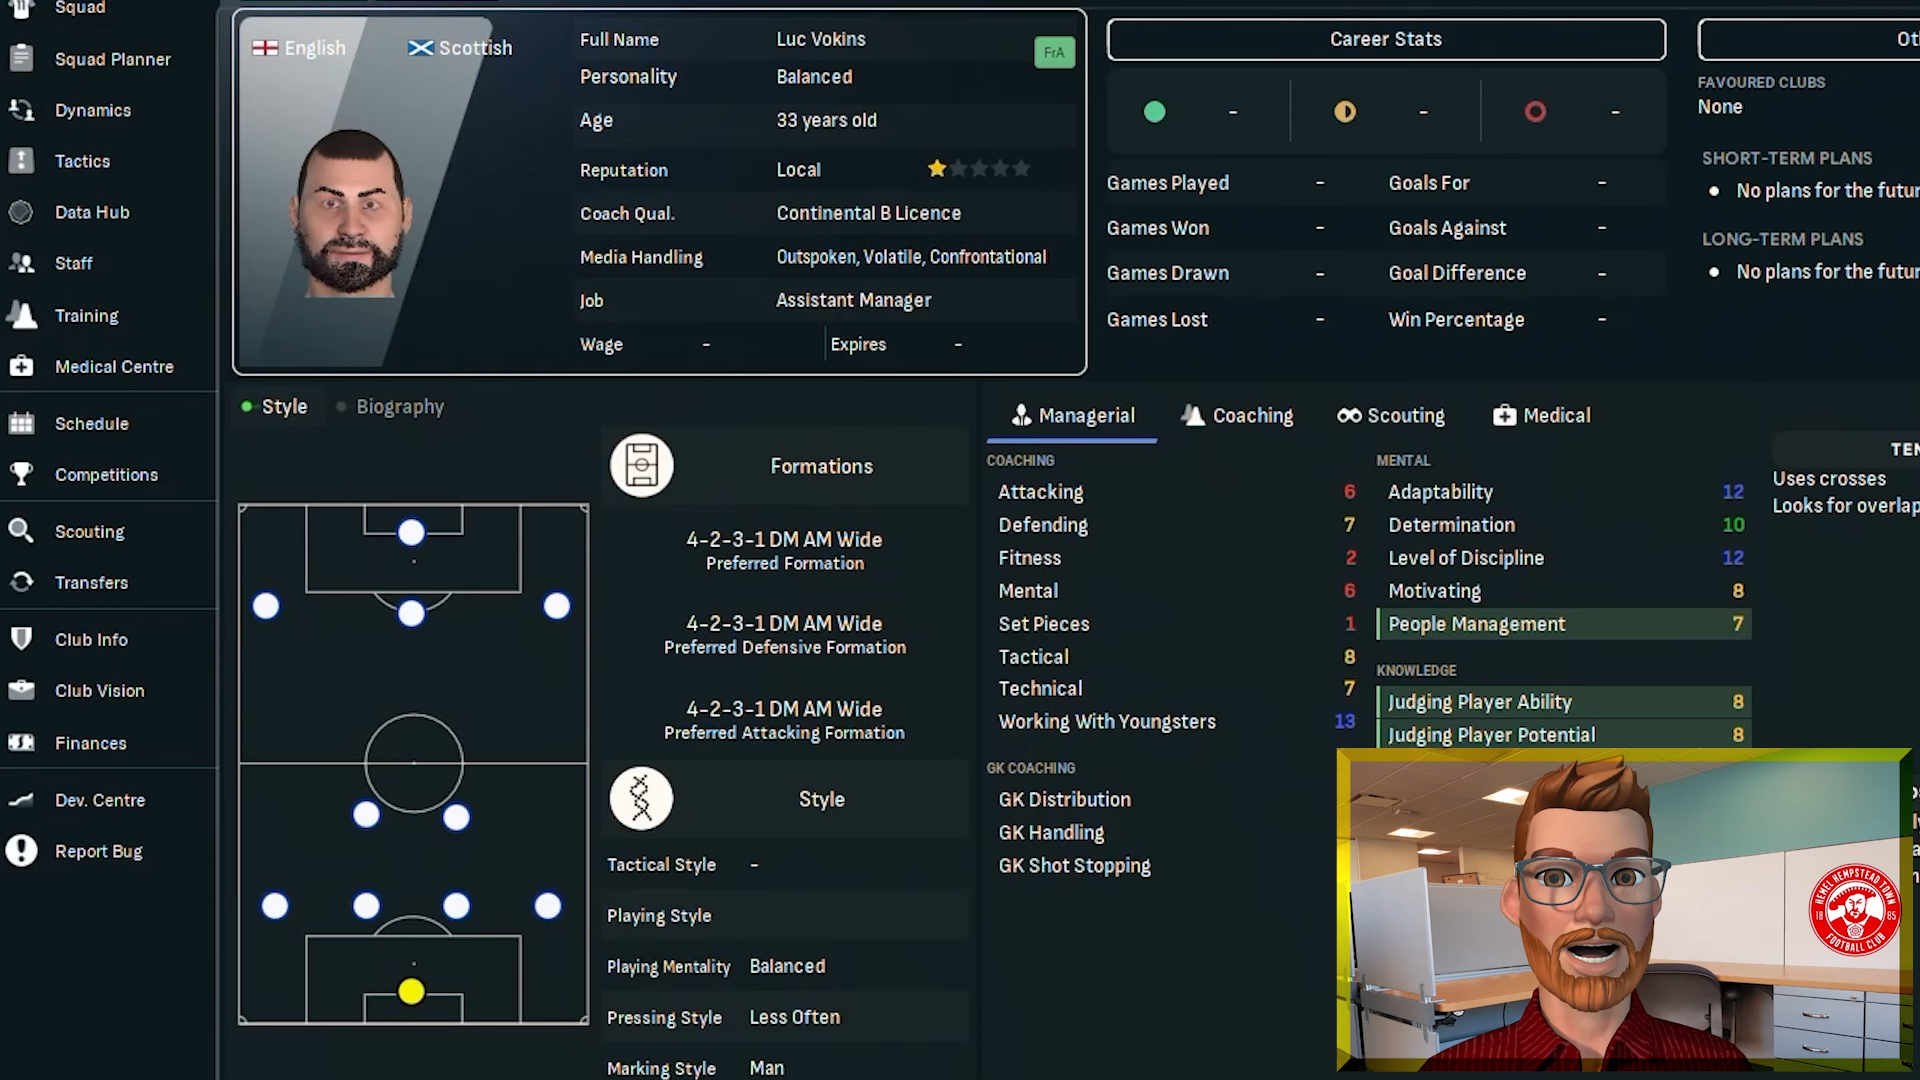 Squad
Squad Planner
Dynamics
Tactics
Data Hub
Staff
Training
Medical Centre
Schedule
Competitions
Scouting
Transfers
Club Info
Club Vision
Finances
Dev. Centre
Report Bug
English
Scottish
Full Name Luc Vokins
FrA
Personality Balanced
Age 33 years old
Reputation Local
Coach Qual. Continental B Licence
Media Handling Outspoken, Volatile, Confrontational
Job Assistant Manager
Wage - Expires -
Career Stats
- - -
Games Played - Goals For -
Games Won - Goals Against -
Games Drawn - Goal Difference -
Games Lost - Win Percentage -
FAVOURED CLUBS
None
SHORT-TERM PLANS
No plans for the
LONG-TERM PLANS
No plans for the
Style Biography
Formations
4-2-3-1 DM AM Wide
Preferred Formation
4-2-3-1 DM AM Wide
Preferred Defensive Formation
4-2-3-1 DM AM Wide
Preferred Attacking Formation
Style
Tactical Style -
Playing Style
Playing Mentality Balanced
Pressing Style Less Often
Marking Style Man
Managerial Coaching Scouting Medical
COACHING
Attacking 6
Defending 7
Fitness 2
Mental 6
Set Pieces 1
Tactical 8
Technical 7
Working With Youngsters 13
GK COACHING
GK Distribution
GK Handling
GK Shot Stopping
MENTAL
Adaptability 12
Determination 10
Level of Discipline 12
Motivating 8
People Management 7
KNOWLEDGE
Judging Player Ability 8
Judging Player Potential 8
Uses crosses
Looks for
HEMEL HEMPSTEAD TOWN
18 85
FOOTBALL CLUB